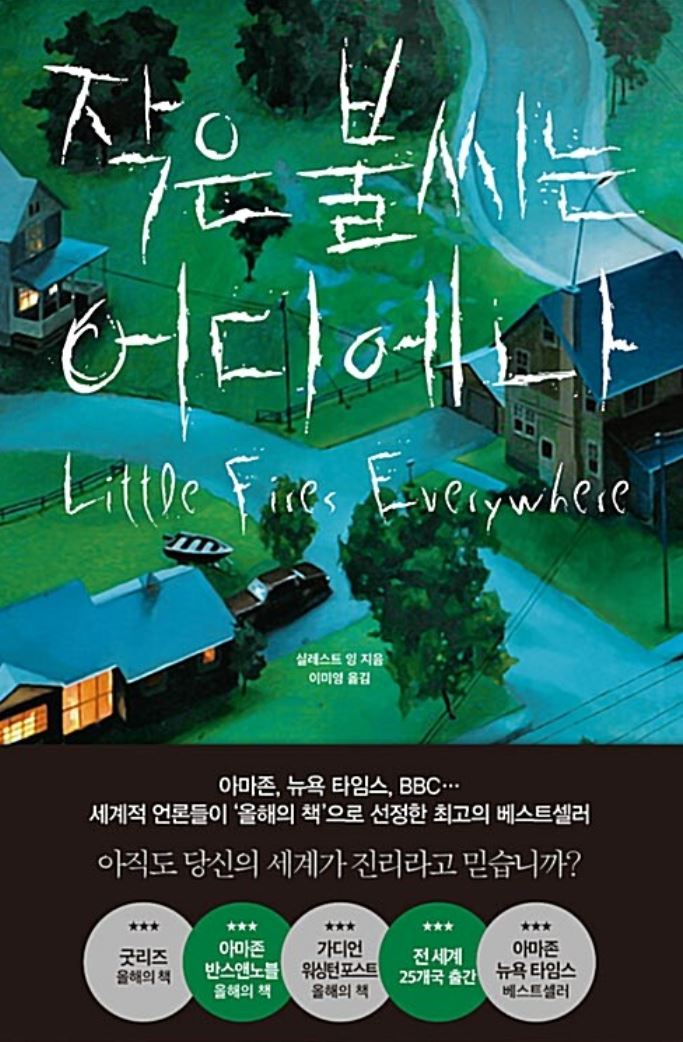 작은 불씨는
어디에나
Little Fires Everywhere
실레스트 잉 지음
이미영 옮김
아마존, 뉴욕 타임스, BBC…
세계적 언론들이 '올해의 책'으로 선정한 최고의 베스트셀러
아직도 당신의 세계가 진리라고 믿습니까?
★★★
굿리즈
올해의 책
★★★
아마존
반스앤노블
올해의 책
★★★
가디언
워싱턴 포스트
올해의 책
★★★
전 세계
25개국 출간
★★★
아마존
뉴욕 타임스
베스트셀러